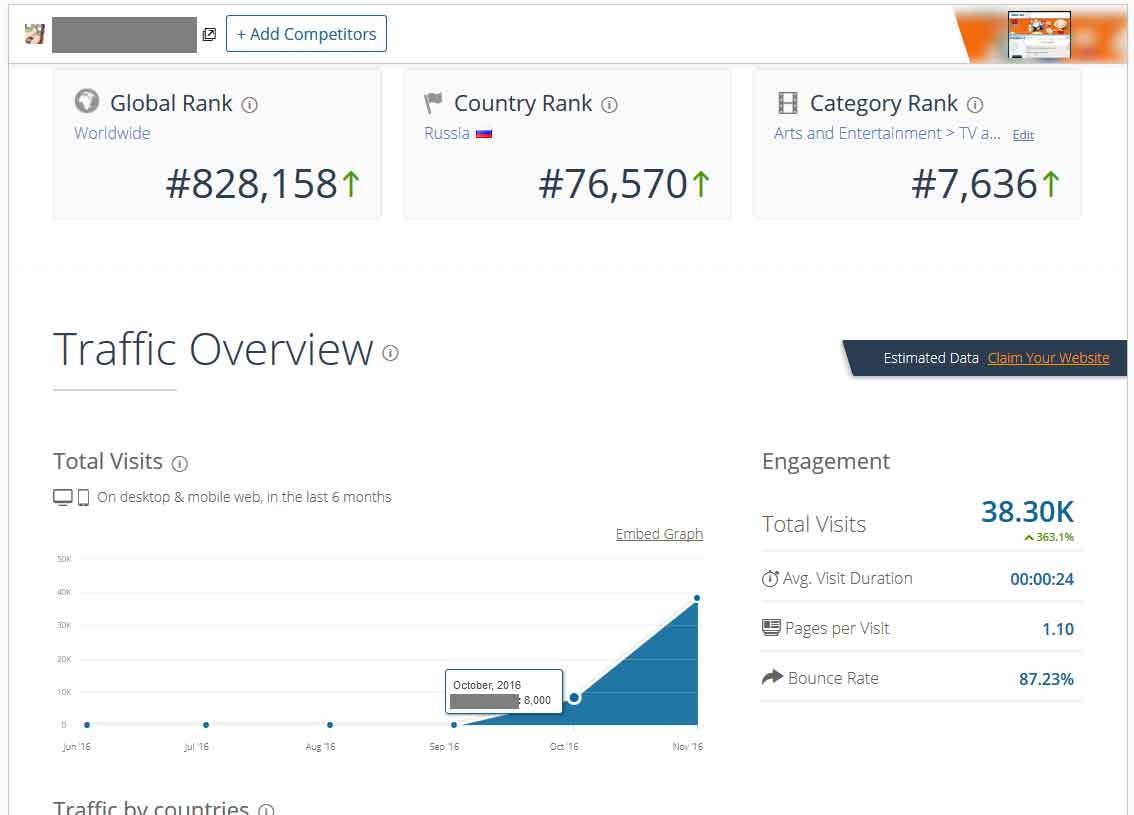 + Add Competitors
Global Rank
Worldwide
#828,158
Country Rank
Russia
#76,570
Category Rank
Arts and Entertainment > TV a... Edit
#7,636
Traffic Overview
Estimated Data Claim Your Website
Total Visits
On desktop & mobile web, in the last 6 months
Embed Graph
50K
40K
30K
20K
10K
0
October, 2016
: 8,000
Jun '16 Jul '16 Aug '16 Sep '16 Oct '16 Nov '16
Engagement
Total Visits 38.30K
363.1%
Avg. Visit Duration 00:00:24
Pages per Visit 1.10
Bounce Rate 87.23%
Traffic by countries